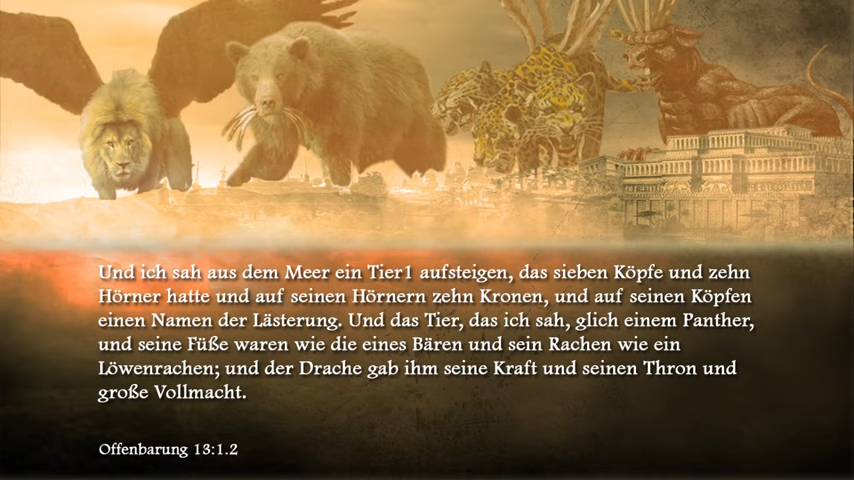 Und ich sah aus dem Meer ein Tier1 aufsteigen, das sieben Köpfe und zehn
Hörner hatte und auf seinen Hörnern zehn Kronen, und auf seinen Köpfen
einen Namen der Lästerung. Und das Tier, das ich sah, glich einem Panther,
und seine Füße waren wie die eines Bären und sein Rachen wie ein
Löwenrachen; und der Drache gab ihm seine Kraft und seinen Thron und
große Vollmacht.
Offenbarung 13:1.2